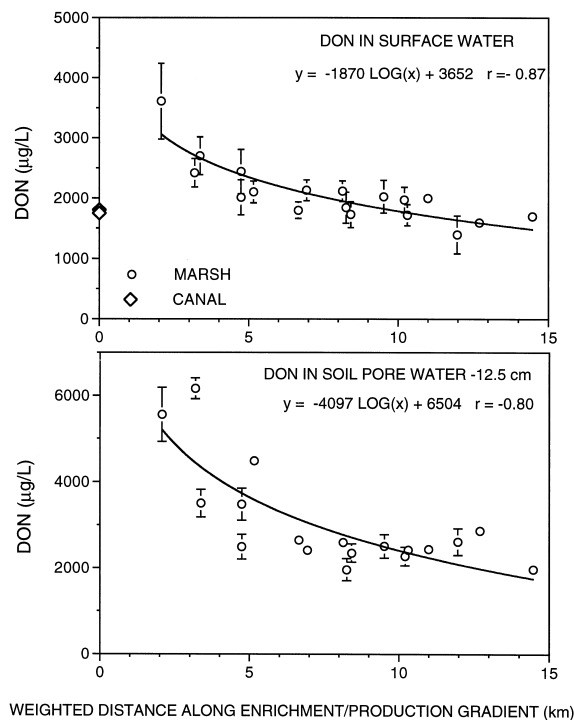 5000
DON IN SURFACE WATER
y = -1870 LOG(x) + 3652 r =- 0.87
4000
3000
DON (µg/L)
2000
1000
MARSH
CANAL
0
0 5 10 15
DON IN SOIL PORE WATER -12.5 cm
y = -4097 LOG(x) + 6504 r = -0.80
6000
4000
DON (µg/L)
2000
0
0 5 10 15
WEIGHTED DISTANCE ALONG ENRICHMENT/PRODUCTION GRADIENT (km)